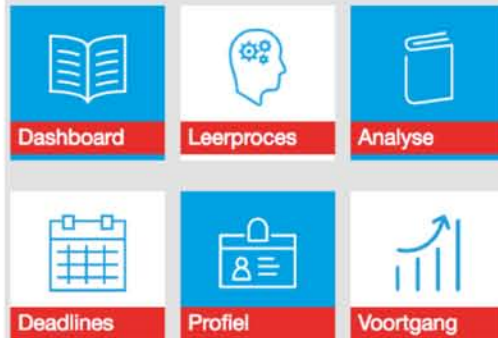 Dashboard
Leerproces
Analyse
Deadlines
Profiel
Voortgang